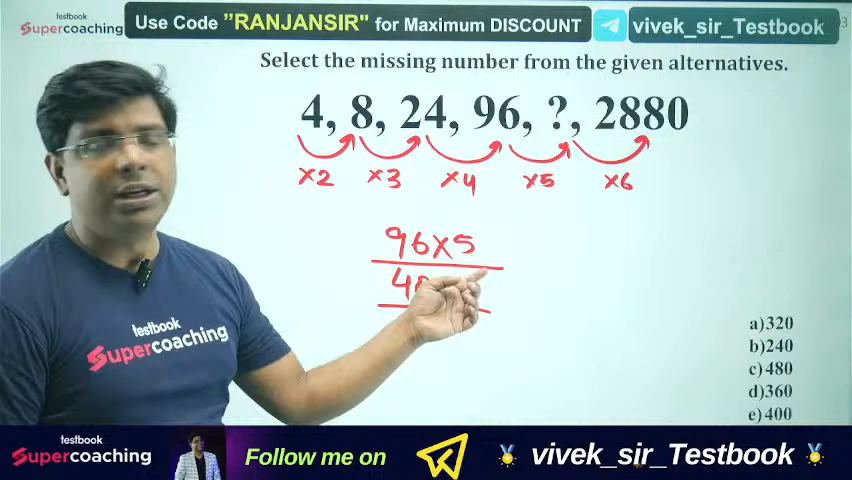 testbook
Supercoaching
Use Code "RANJANSIR" for Maximum DISCOUNT
vivek_sir_Testbook
Select the missing number from the given alternatives.
4, 8, 24, 96, ?, 2880
×2 ×3 ×4 ×5 ×6
96×5
testbook
Supercoaching
a)320
b)240
c)480
d)360
e)400
testbook
Supercoaching
Follow me on
vivek_sir_Testbook